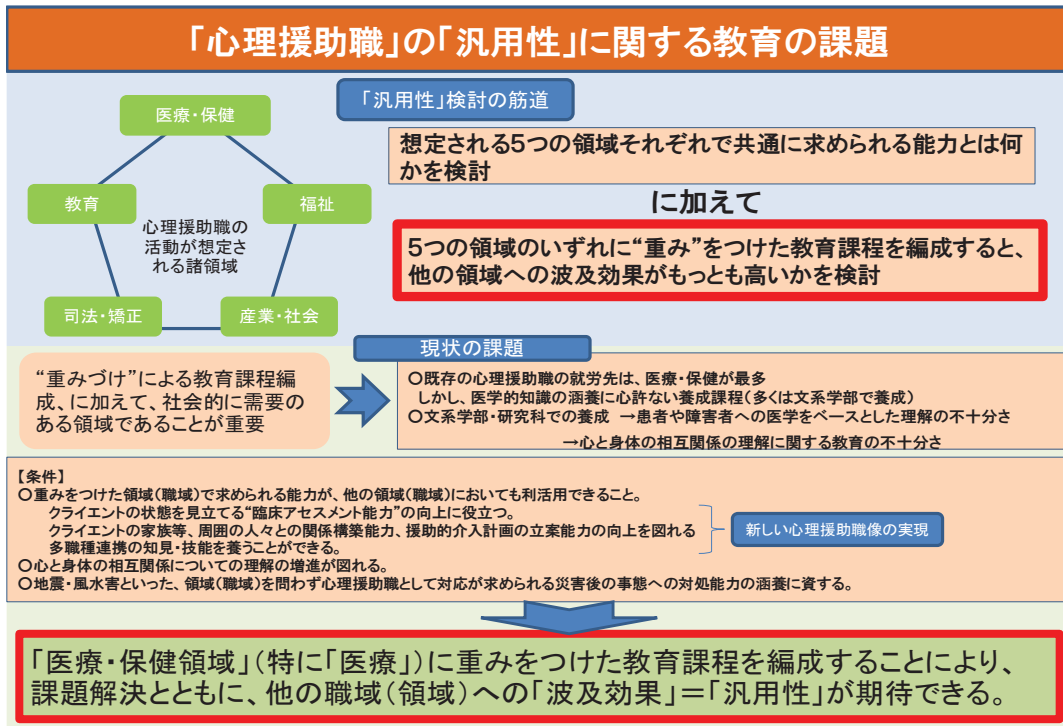 「心理援助職」の「汎用性」に関する教育の課題
「汎用性」検討の筋道
医療・保健
教育
福祉
司法・矯正
産業・社会
心理援助職の
活動が想定さ
れる諸領域
想定される5つの領域それぞれで共通に求められる能力とは何
かを検討
に加えて
5つの領域のいずれに“重み”をつけた教育課程を編成すると、
他の領域への波及効果がもっとも高いかを検討
現状の課題
“重みづけ”による教育課程編
成、に加えて、社会的に需要の
ある領域であることが重要
○既存の心理援助職の就労先は、医療・保健が最多
しかし、医学的知識の涵養に心許ない養成課程(多くは文系学部で養成)
○文系学部・研究科での養成 →患者や障害者への医学をベースとした理解の不十分さ
→心と身体の相互関係の理解に関する教育の不十分さ
【条件】
○重みをつけた領域(職域)で求められる能力が、他の領域(職域)においても利活用できること。
クライエントの状態を見立てる“臨床アセスメント能力”の向上に役立つ。
クライエントの家族等、周囲の人々との関係構築能力、援助的介入計画の立案能力の向上を図れる
多職種連携の知見・技能を養うことができる。
新しい心理援助職像の実現
○心と身体の相互関係についての理解の増進が図れる。
○地震・風水害といった、領域(職域)を問わず心理援助職として対応が求められる災害後の事態への対処能力の涵養に資する。
「医療・保健領域」(特に「医療」)に重みをつけた教育課程を編成することにより、
課題解決とともに、他の職域(領域)への「波及効果」=「汎用性」が期待できる。